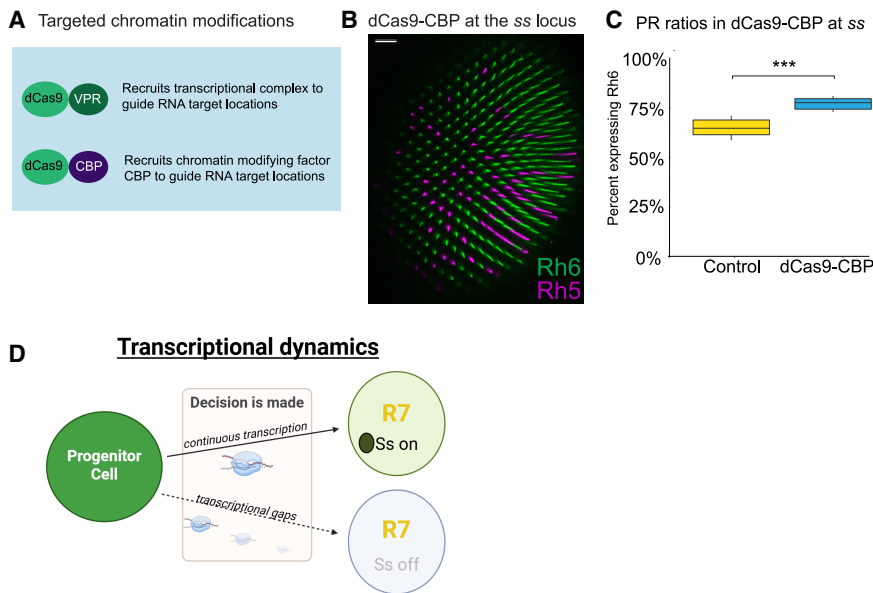 A Targeted chromatin modifications
dCas9 VPR
Recruits transcriptional complex to
guide RNA target locations
dCas9 CBP
Recruits chromatin modifying factor
CBP to guide RNA target locations
B dCas9-CBP at the ss locus
Rh6
Rh5
C PR ratios in dCas9-CBP at ss
Percent expressing Rh6
100%
75%
50%
25%
0%
***
Control dCas9-CBP
D Transcriptional dynamics
Progenitor
Cell
Decision is made
continuous transcription
transcriptional gaps
R7
Ss on
R7
Ss off